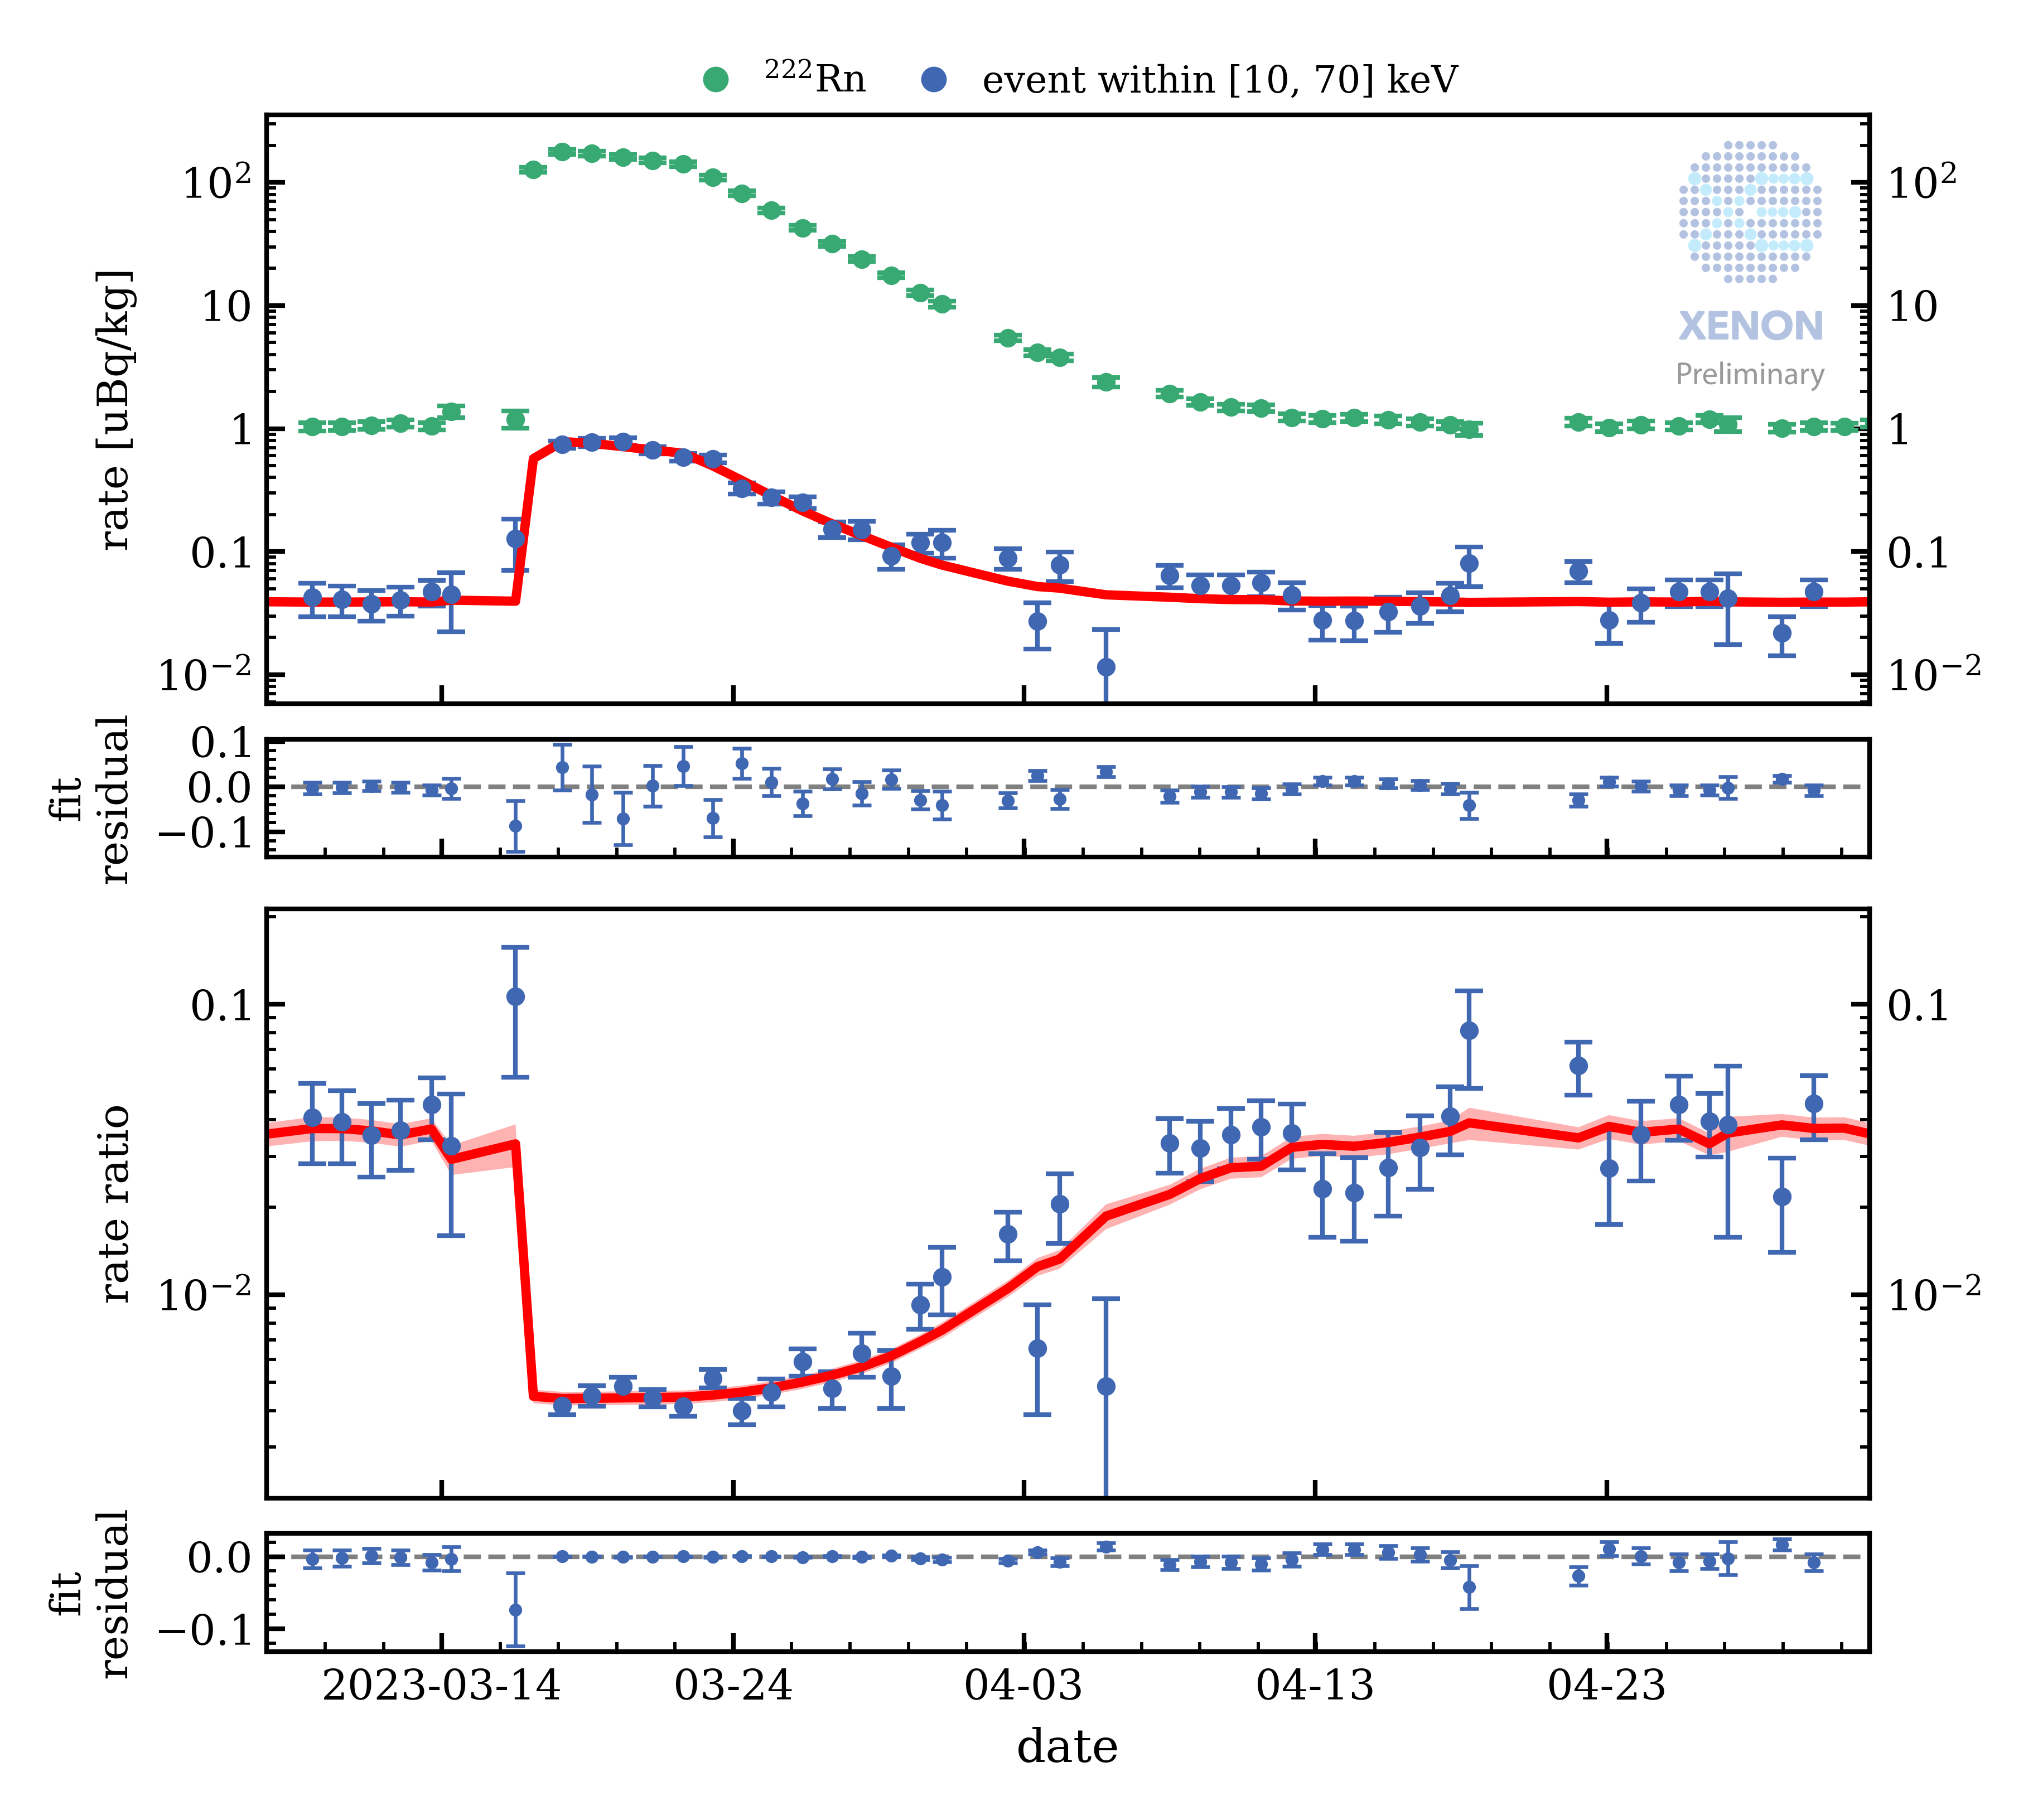 ²²²Rn event within [10, 70] keV
rate [uBq/kg]
10² 10²
10 10
1 1
0.1 0.1
10⁻² 10⁻²
XENON
Preliminary
fit
residual
0.1
0.0
−0.1
rate ratio
0.1 0.1
10⁻² 10⁻²
fit
residual
0.0
−0.1
2023-03-14 03-24 04-03 04-13 04-23
date